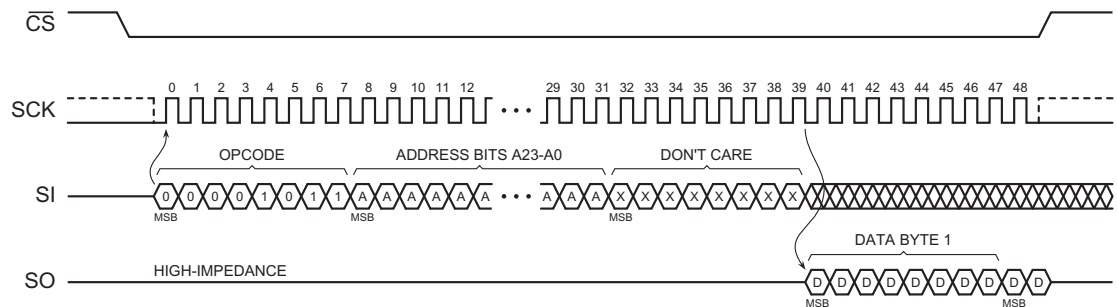 CS
0 1 2 3 4 5 6 7 8 9 10 11 12 29 30 31 32 33 34 35 36 37 38 39 40 41 42 43 44 45 46 47 48
SCK
OPCODE ADDRESS BITS A23-A0 DON'T CARE
SI 0 0 0 0 1 0 1 1 A A A A A A A A A X X X X X X X X
MSB MSB MSB
DATA BYTE 1
SO HIGH-IMPEDANCE D D D D D D D D D D
MSB MSB